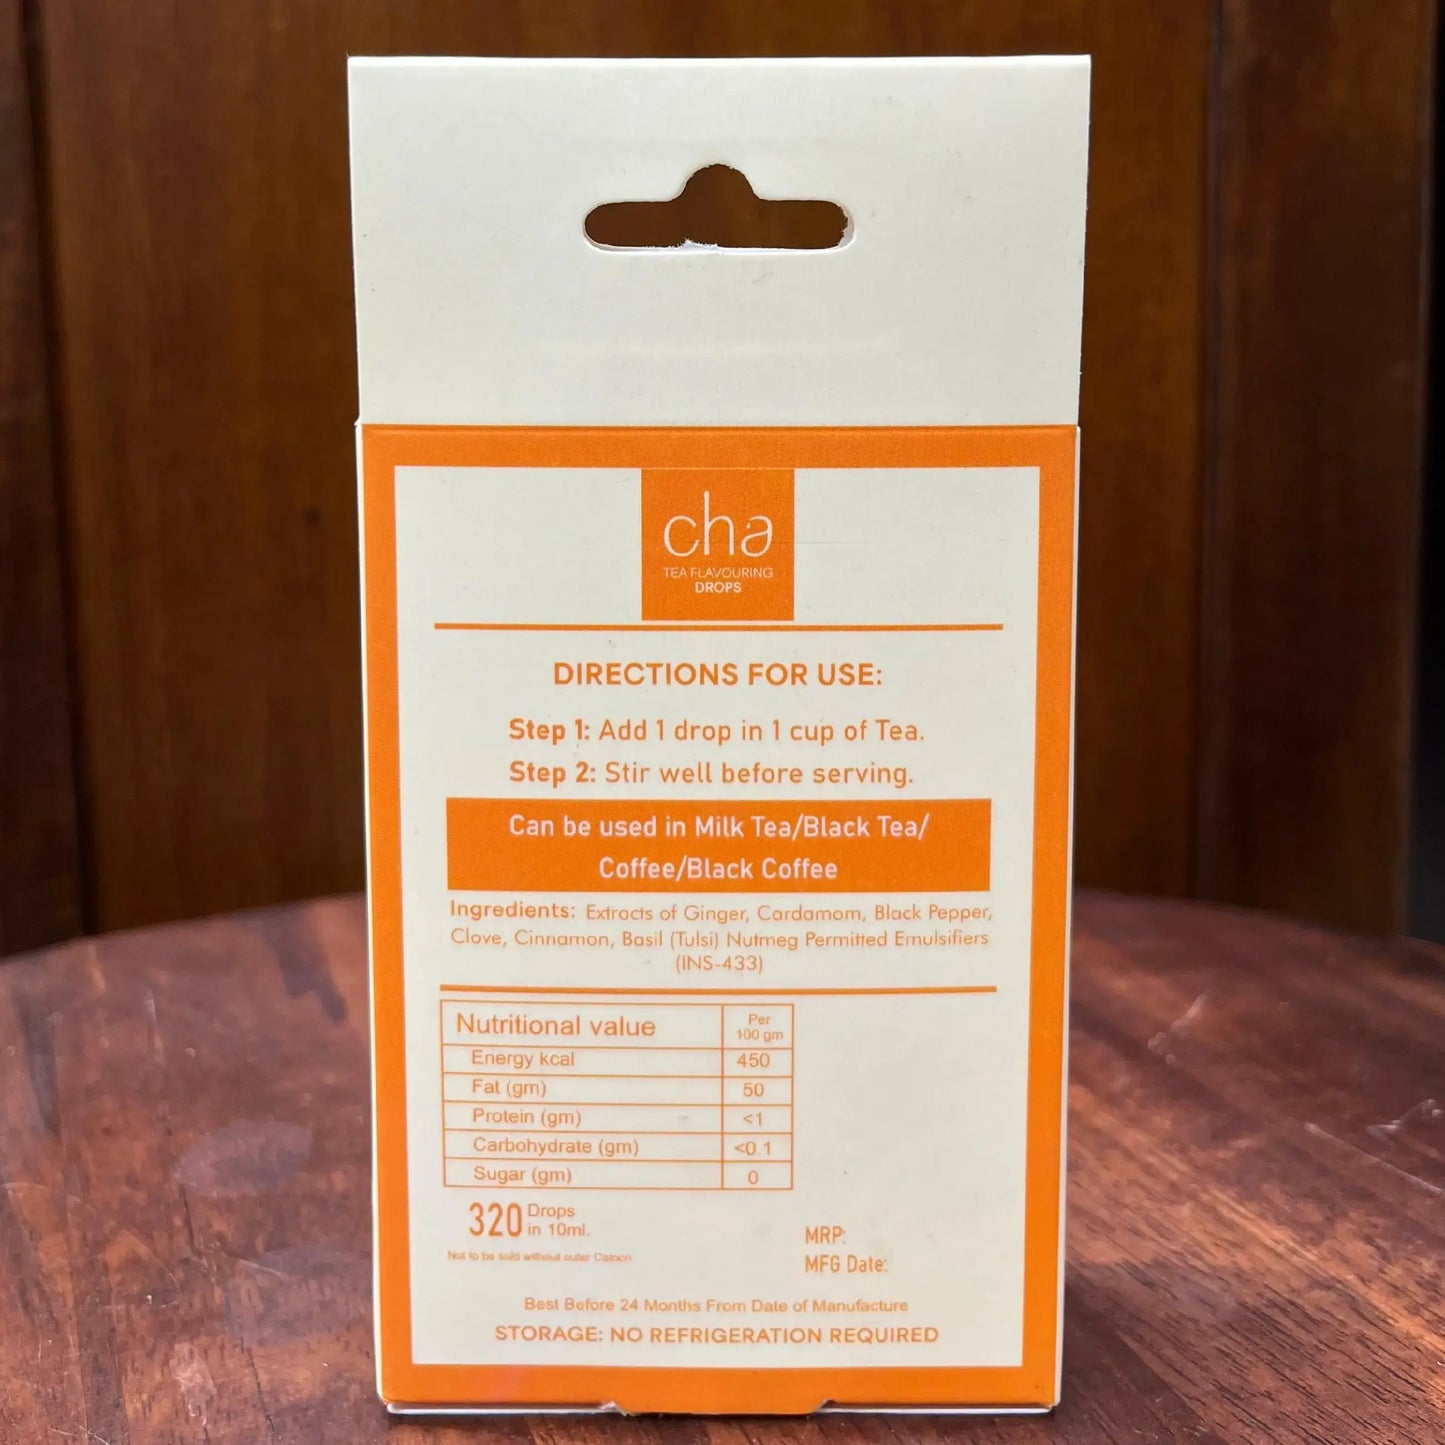 cha
TEA FLAVOURING
DROPS
DIRECTIONS FOR USE:
Step 1: Add 1 drop in 1 cup of Tea.
Step 2: Stir well before serving.
Can be used in Milk Tea/Black Tea/
Coffee/Black Coffee
Ingredients: Extracts of Ginger, Cardamom, Black Pepper,
Clove, Cinnamon, Basil (Tulsi) Nutmeg Permitted Emulsifiers
(INS-433)
Nutritional value Per 100 gm
Energy kcal 450
Fat (gm) 50
Protein (gm) <1
Carbohydrate (gm) <0.1
Sugar (gm) 0
320 Drops in 10ml.
Not to be sold without outer Catoon
MRP:
MFG Date:
Best Before 24 Months From Date of Manufacture
STORAGE: NO REFRIGERATION REQUIRED